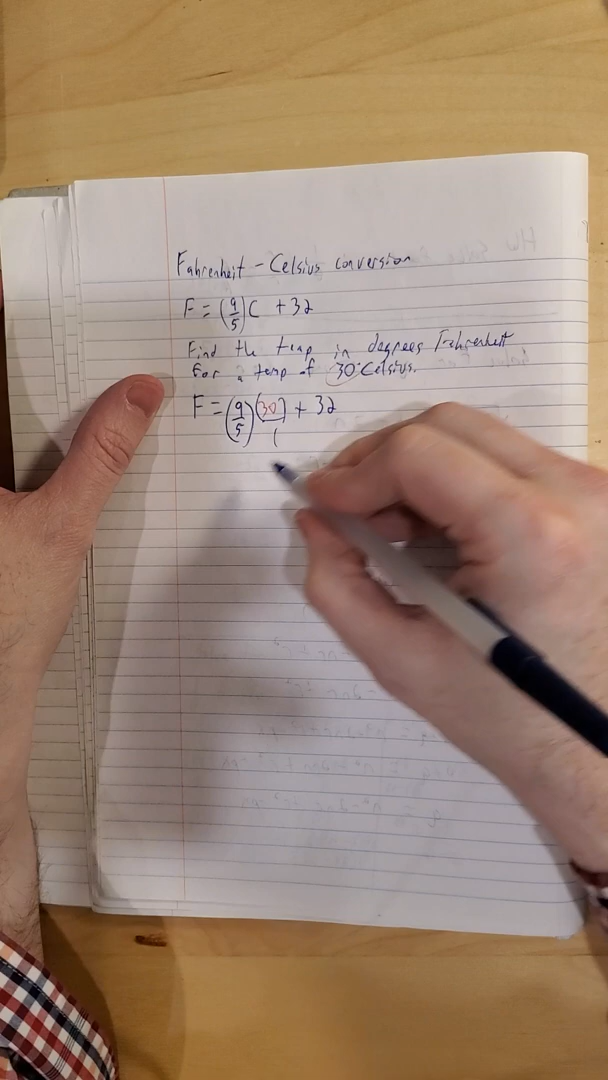 Fahrenheit - Celsius conversion
F = (9/5)C + 32
Find the temp in degrees Fahrenheit
for a temp of 30° Celsius.
F = (9/5)(30/1) + 32